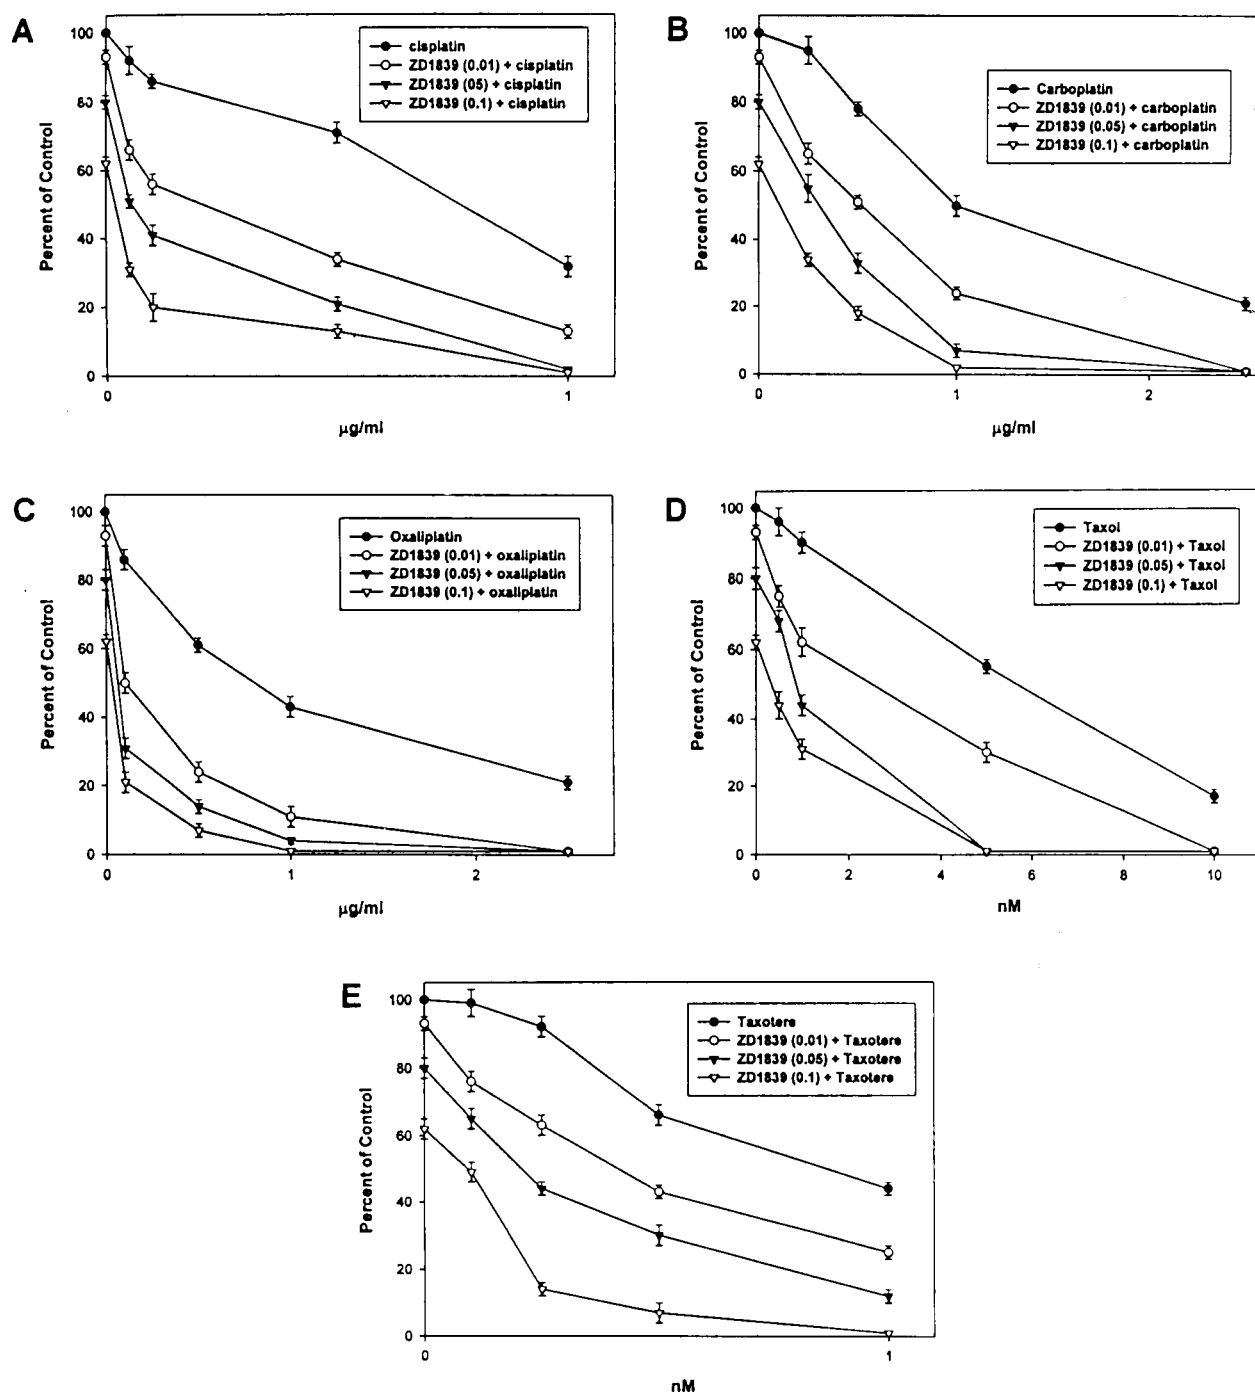 A
Percent of Control
100
80
60
40
20
0
cisplatin
ZD1839 (0.01) + cisplatin
ZD1839 (05) + cisplatin
ZD1839 (0.1) + cisplatin
0 1
µg/ml
B
Percent of Control
100
80
60
40
20
0
Carboplatin
ZD1839 (0.01) + carboplatin
ZD1839 (0.05) + carboplatin
ZD1839 (0.1) + carboplatin
0 1 2
µg/ml
C
Percent of Control
100
80
60
40
20
0
Oxaliplatin
ZD1839 (0.01) + oxaliplatin
ZD1839 (0.05) + oxaliplatin
ZD1839 (0.1) + oxaliplatin
0 1 2
µg/ml
D
Percent of Control
100
80
60
40
20
0
Taxol
ZD1839 (0.01) + Taxol
ZD1839 (0.05) + Taxol
ZD1839 (0.1) + Taxol
0 2 4 6 8 10
nM
E
Percent of Control
100
80
60
40
20
0
Taxotere
ZD1839 (0.01) + Taxotere
ZD1839 (0.05) + Taxotere
ZD1839 (0.1) + Taxotere
0 1
nM